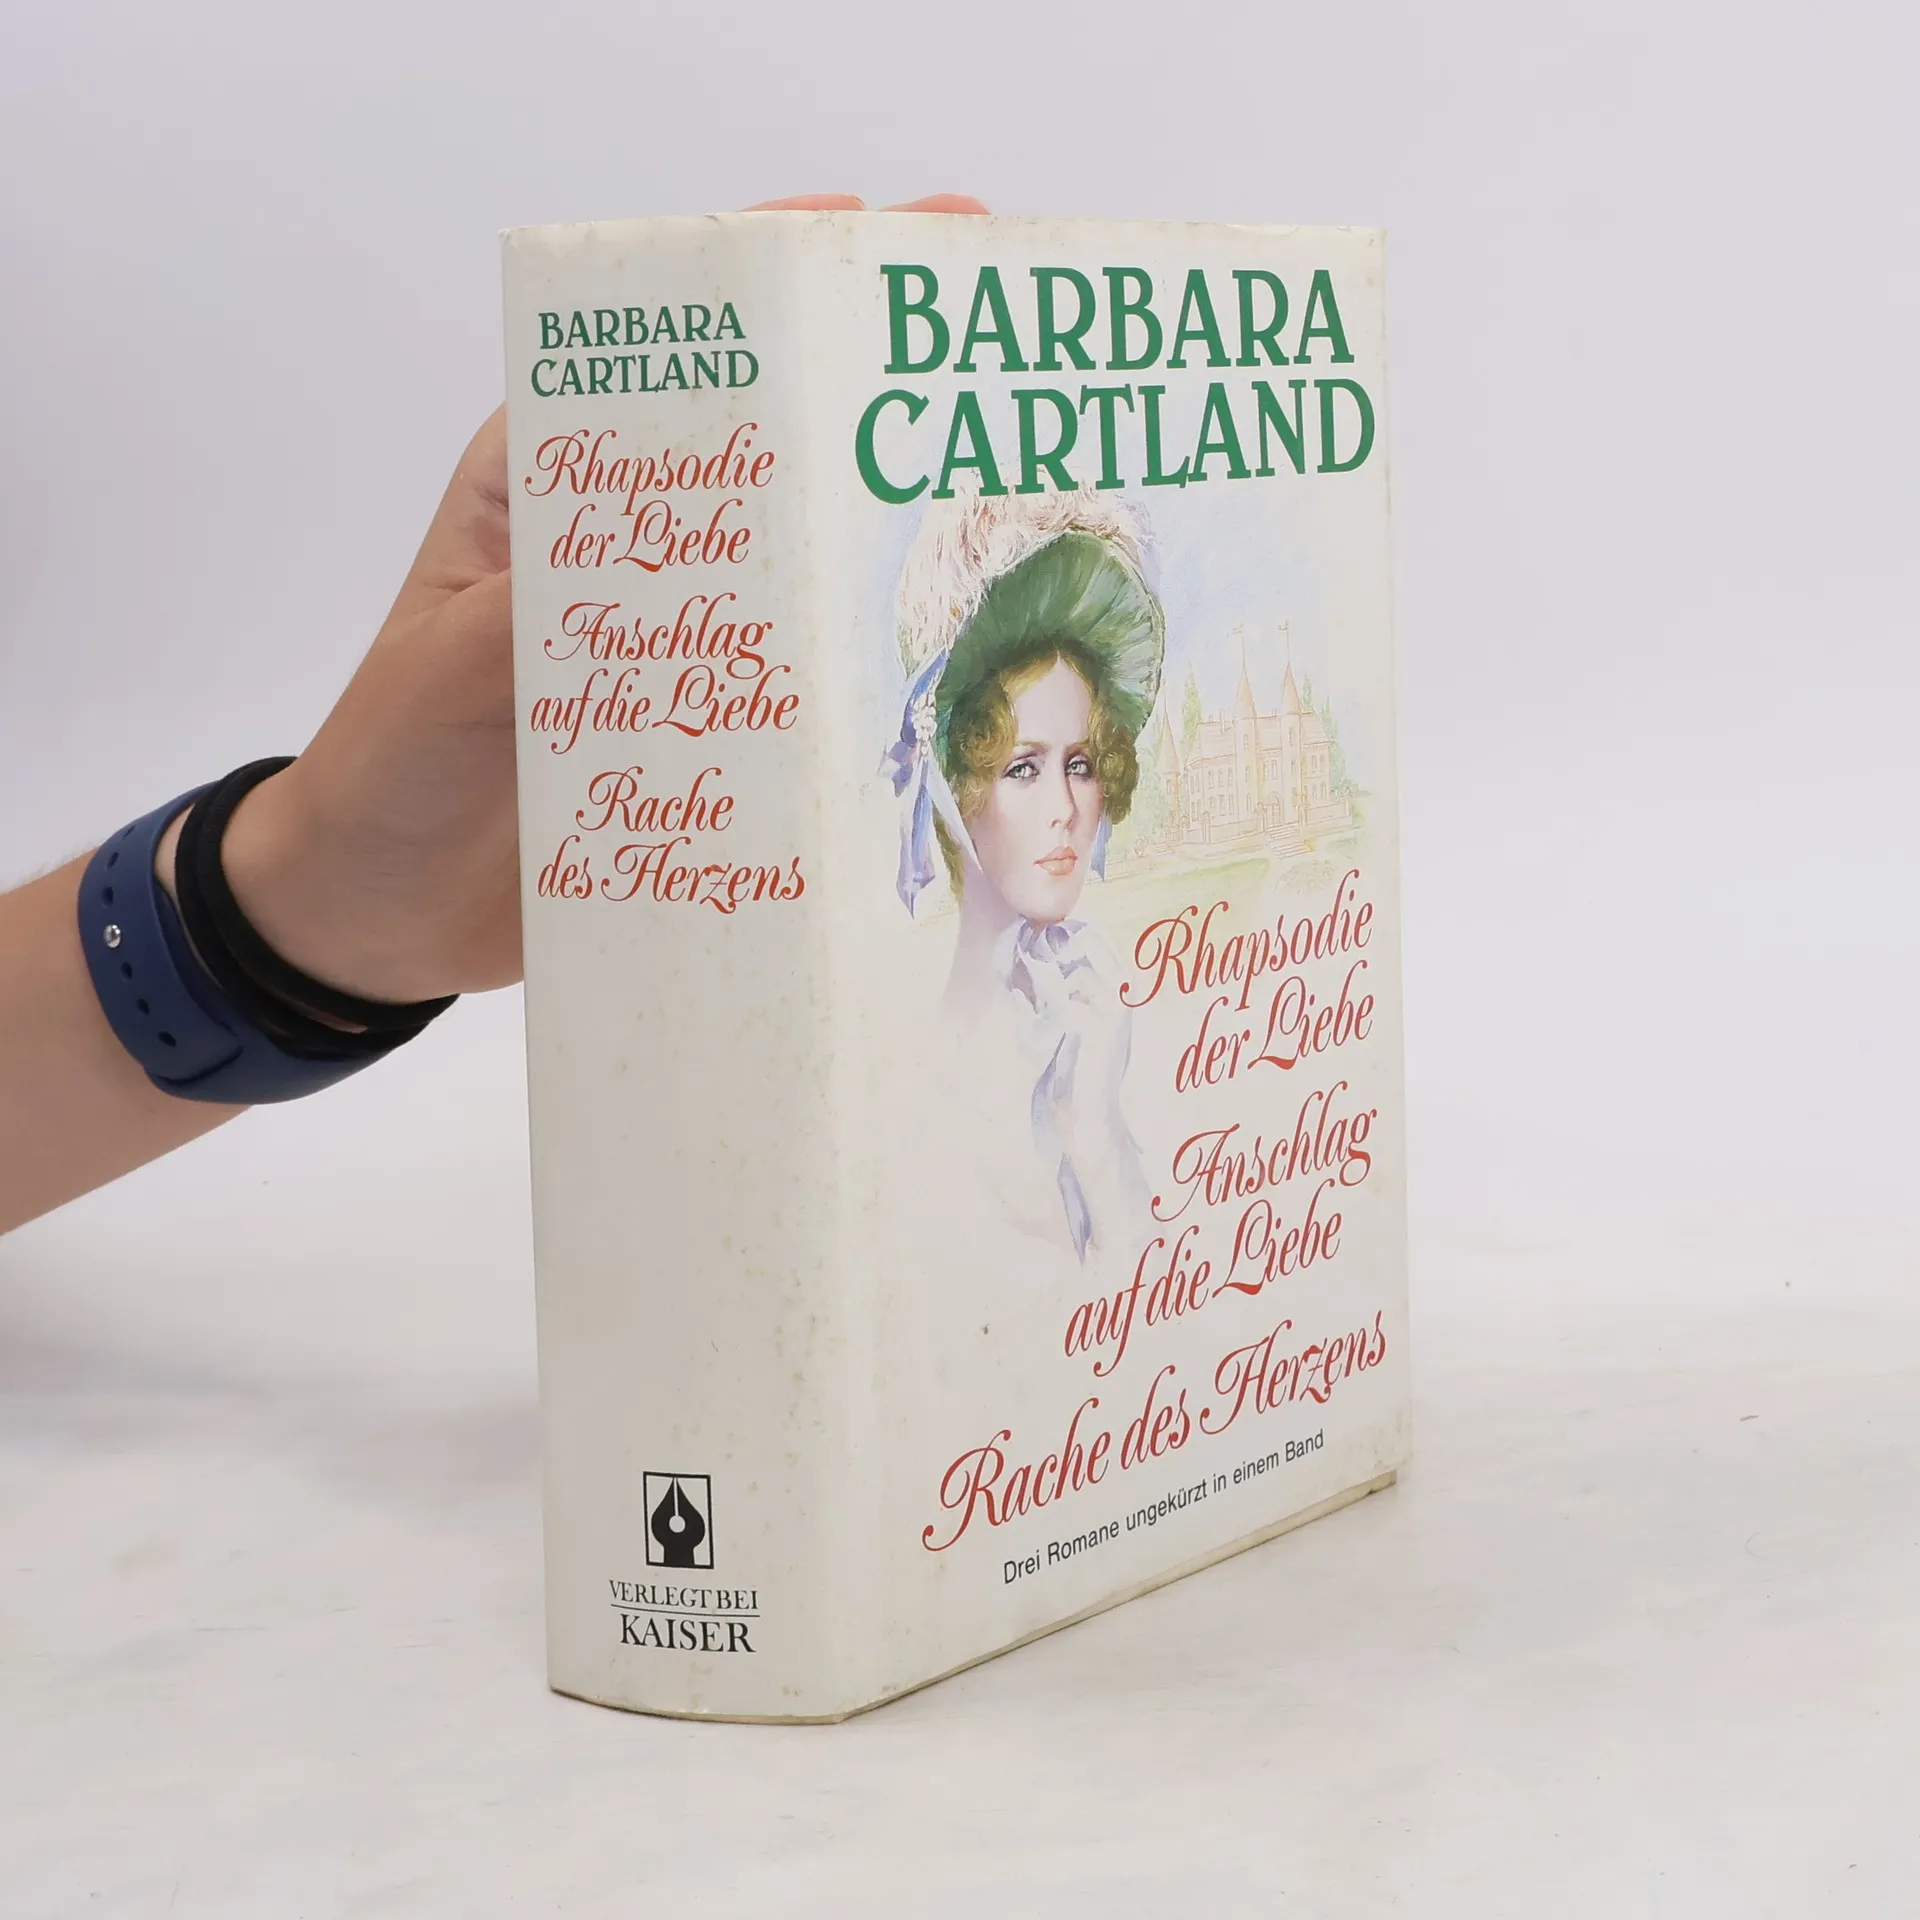 BARBARA
CARTLAND
Rhapsodie
der Liebe
Anschlag
auf die Liebe
Rache
des Herzens
VERLEGT BEI
KAISER
BARBARA
CARTLAND
Rhapsodie
der Liebe
Anschlag
auf die Liebe
Rache des Herzens
Drei Romane ungekürzt in einem Band